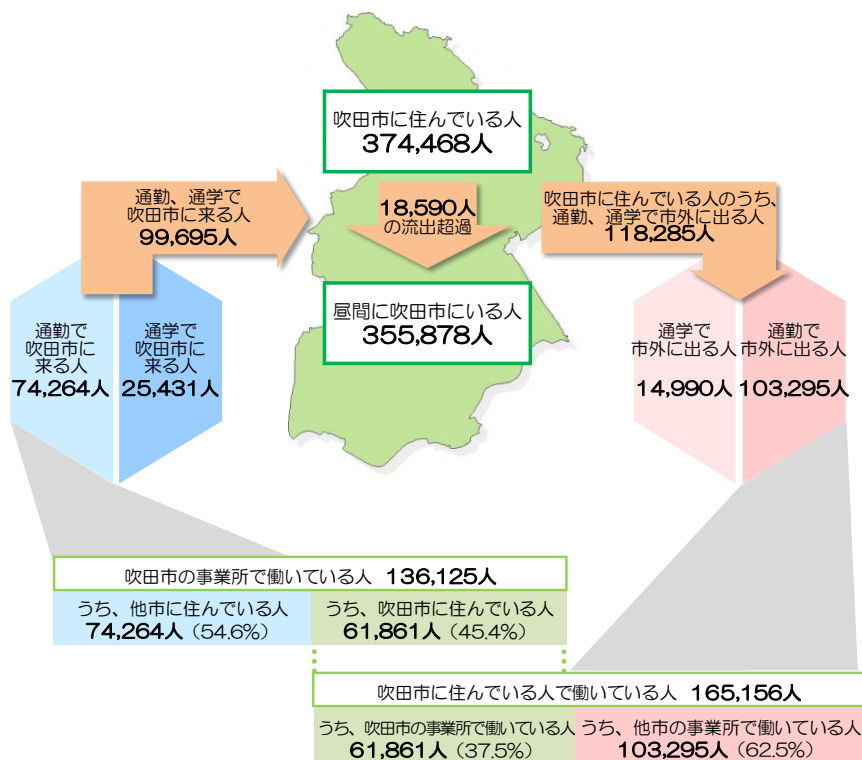 吹田市に住んでいる人
374,468人
通勤、通学で
吹田市に来る人
99,695人
18,590人
の流出超過
吹田市に住んでいる人のうち、
通勤、通学で市外に出る人
118,285人
昼間に吹田市にいる人
355,878人
通勤で
吹田市に
来る人
74,264人
通学で
吹田市に
来る人
25,431人
通学で
市外に出る人
14,990人
通勤で
市外に出る人
103,295人
吹田市の事業所で働いている人 136,125人
うち、他市に住んでいる人
74,264人（54.6%）
うち、吹田市に住んでいる人
61,861人（45.4%）
吹田市に住んでいる人で働いている人 165,156人
うち、吹田市の事業所で働いている人
61,861人（37.5%）
うち、他市の事業所で働いている人
103,295人（62.5%）